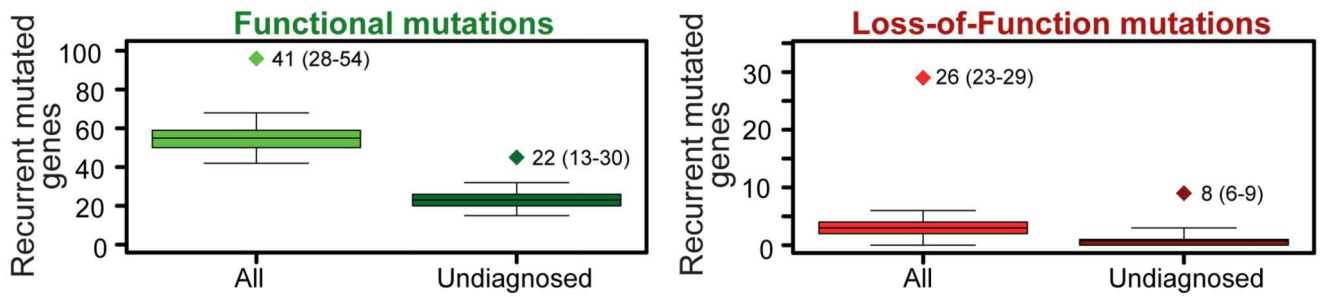 Functional mutations
Recurrent mutated
genes
100
80
60
40
20
0
41 (28-54)
22 (13-30)
All
Undiagnosed
Loss-of-Function mutations
Recurrent mutated
genes
30
20
10
0
26 (23-29)
8 (6-9)
All
Undiagnosed